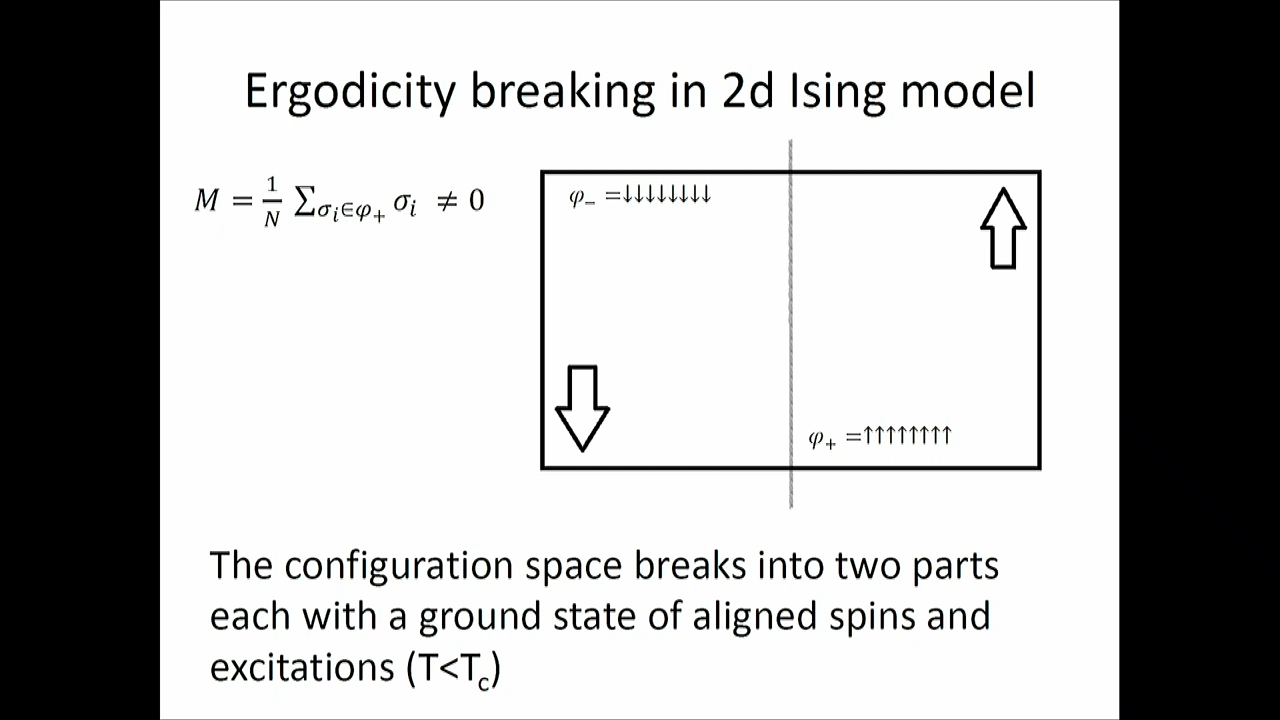 Ergodicity breaking in 2d Ising model
M = 1/N ∑σᵢ∈φ₊ σᵢ ≠ 0
φ₋ =↓↓↓↓↓↓↓↓
φ₊ =↑↑↑↑↑↑↑↑
The configuration space breaks into two parts
each with a ground state of aligned spins and
excitations (T<Tc)